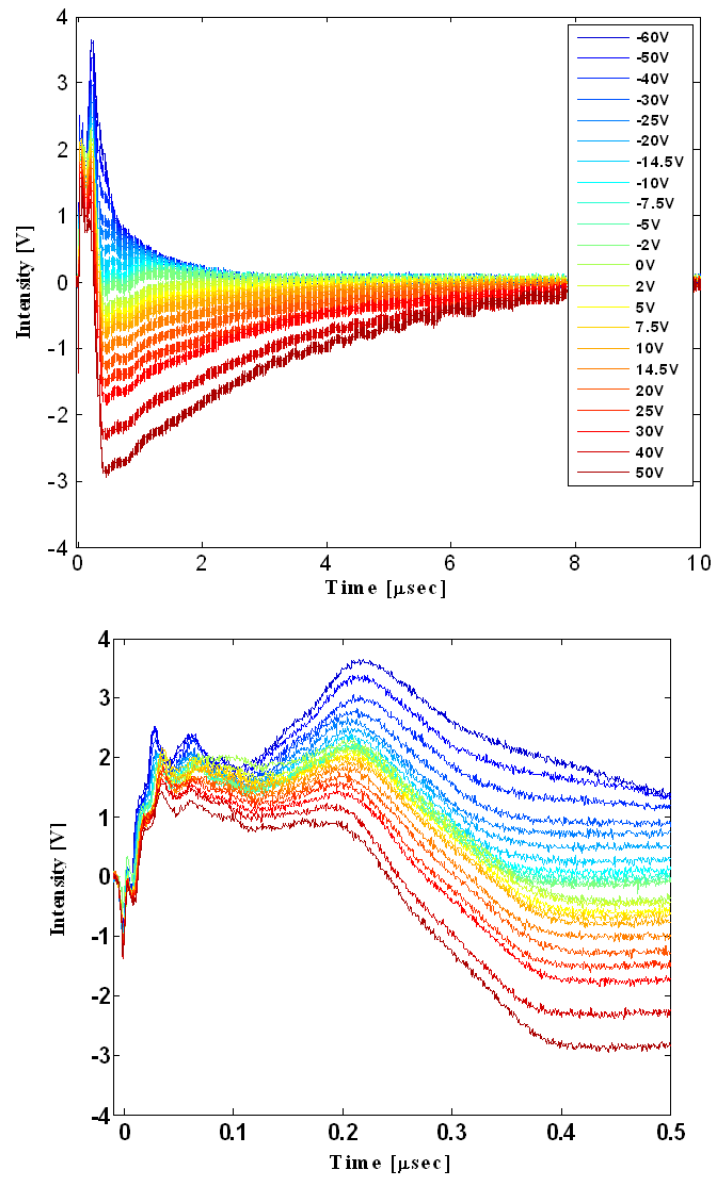 4
3
2
1
0
-1
-2
-3
-4
Intensity [V]
0 2 4 6 8 10
Time [μsec]
-60V
-50V
-40V
-30V
-25V
-20V
-14.5V
-10V
-7.5V
-5V
-2V
0V
2V
5V
7.5V
10V
14.5V
20V
25V
30V
40V
50V
4
3
2
1
0
-1
-2
-3
-4
Intensity [V]
0 0.1 0.2 0.3 0.4 0.5
Time [μsec]